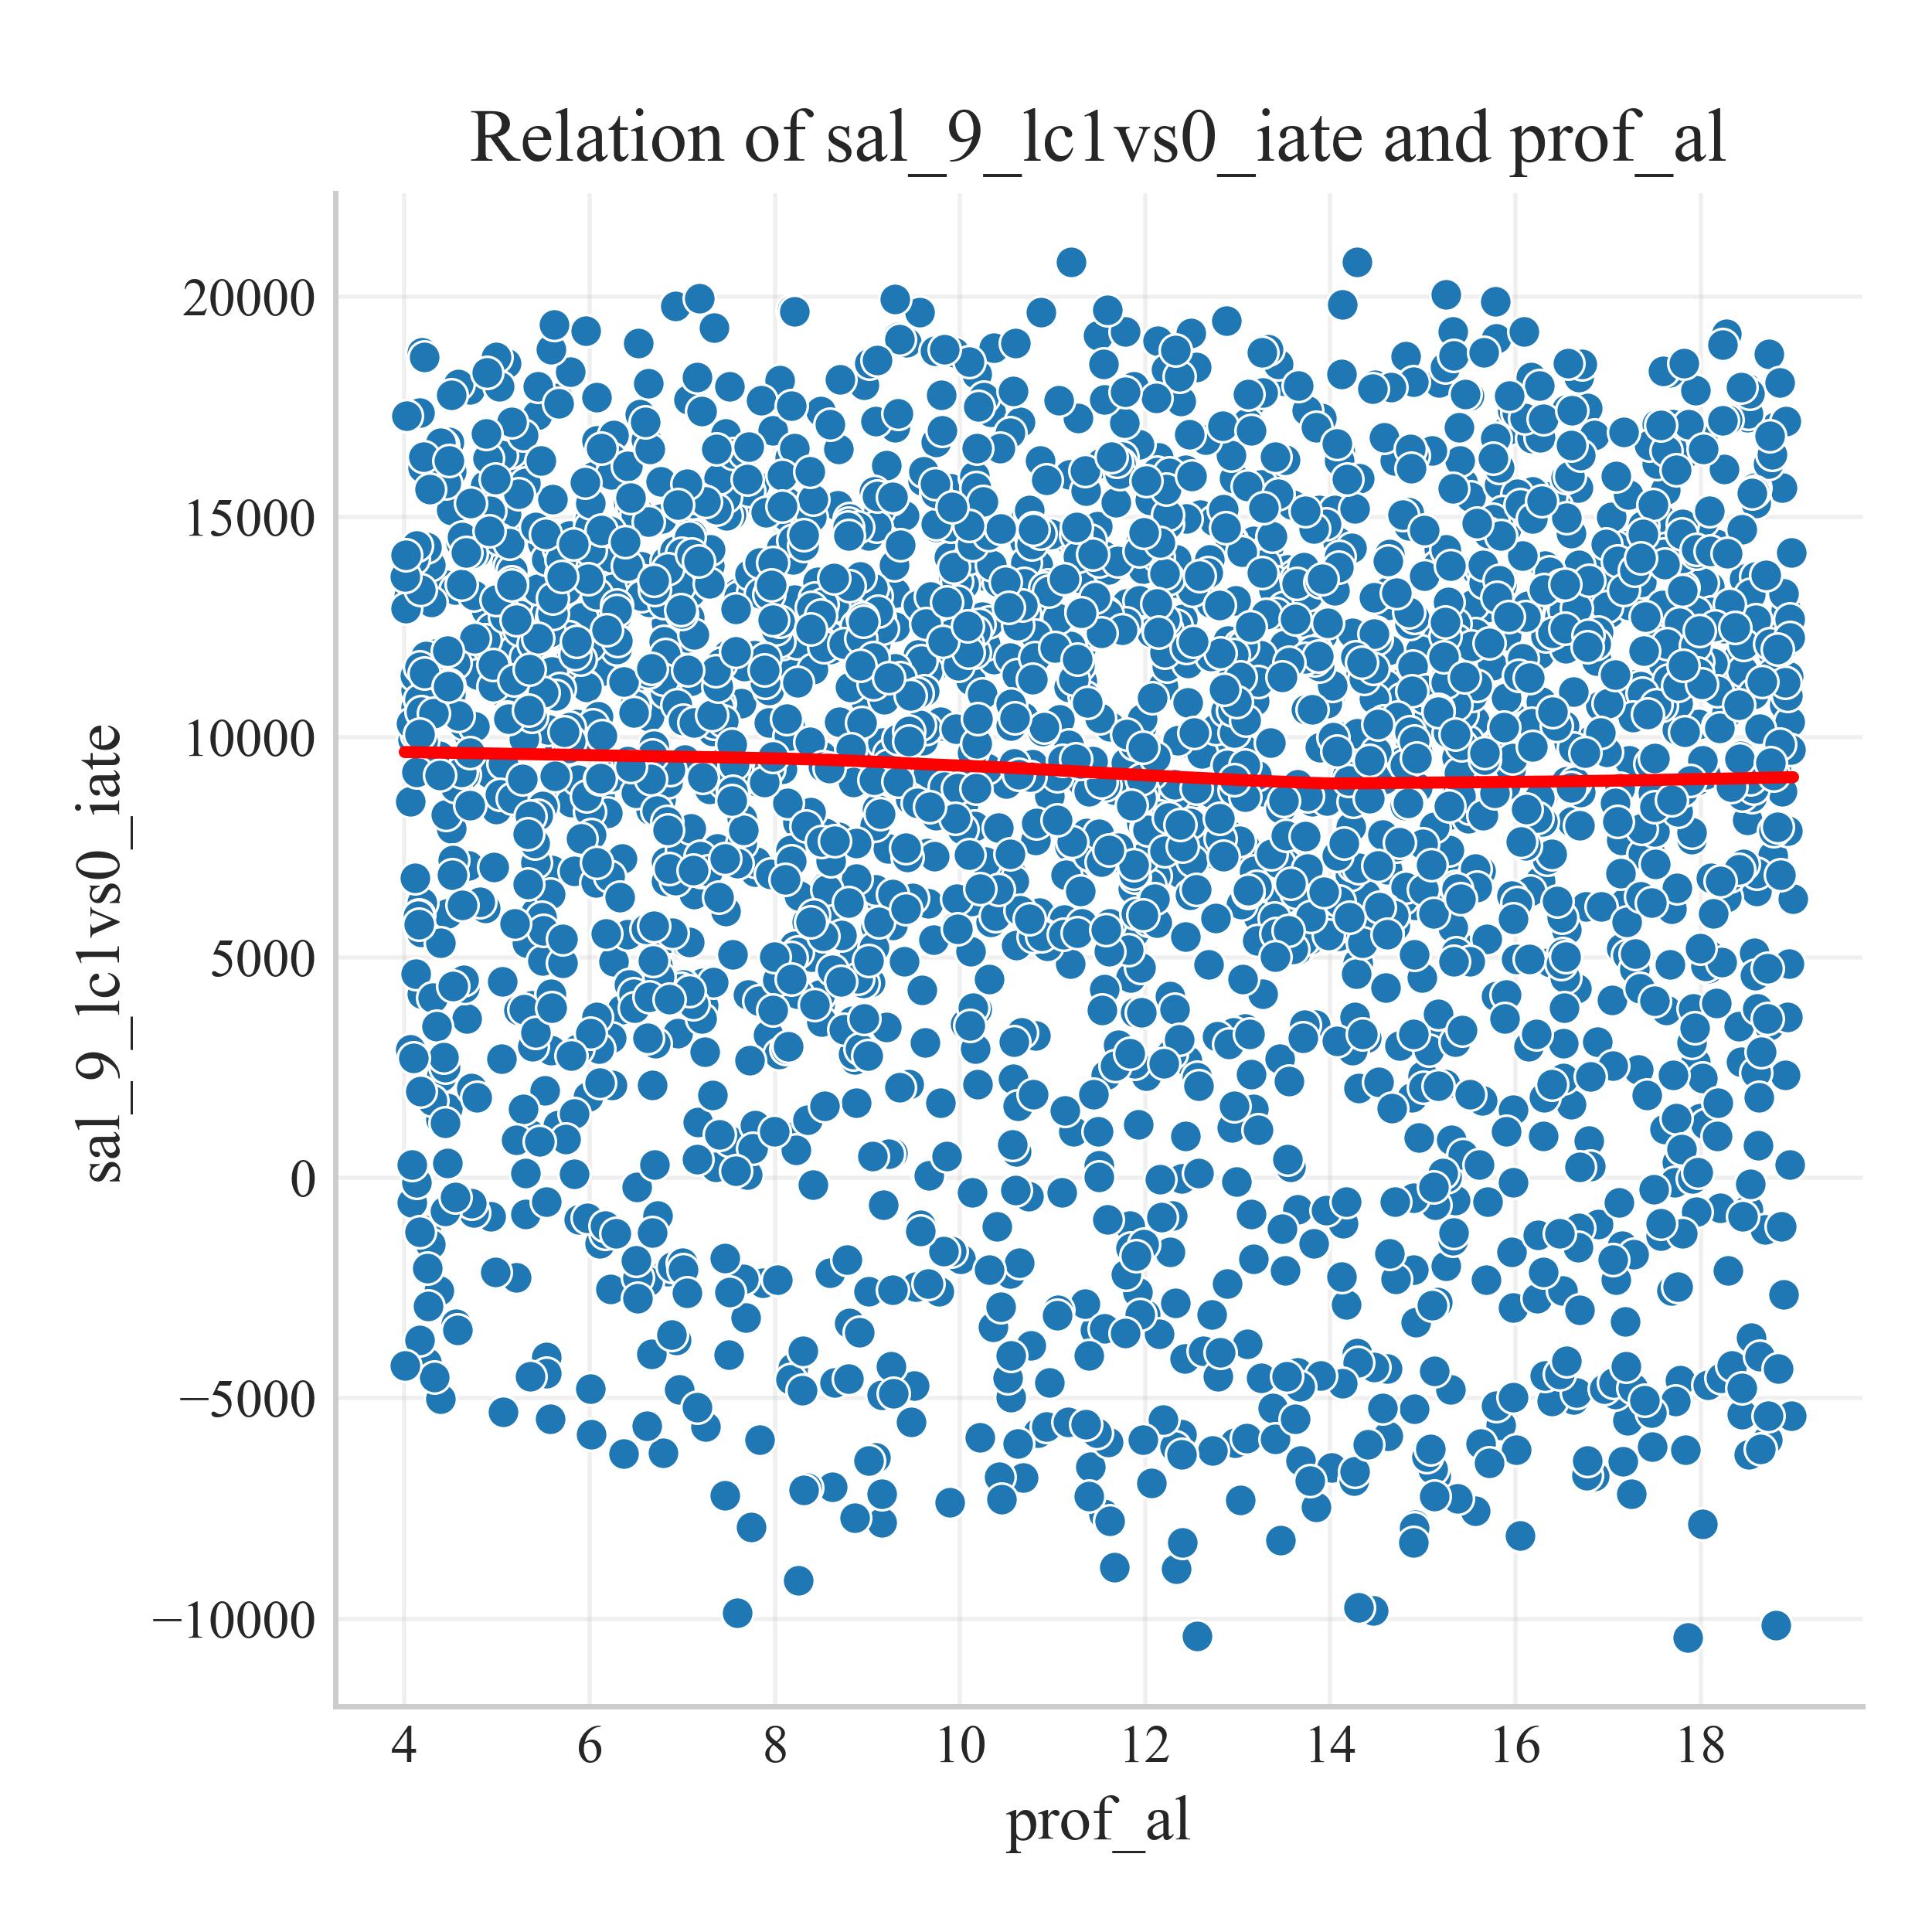 Relation of sal_9_lc1vs0_iate and prof_al
sal_9_lc1vs0_iate
20000
15000
10000
5000
0
−5000
−10000
4 6 8 10 12 14 16 18
prof_al